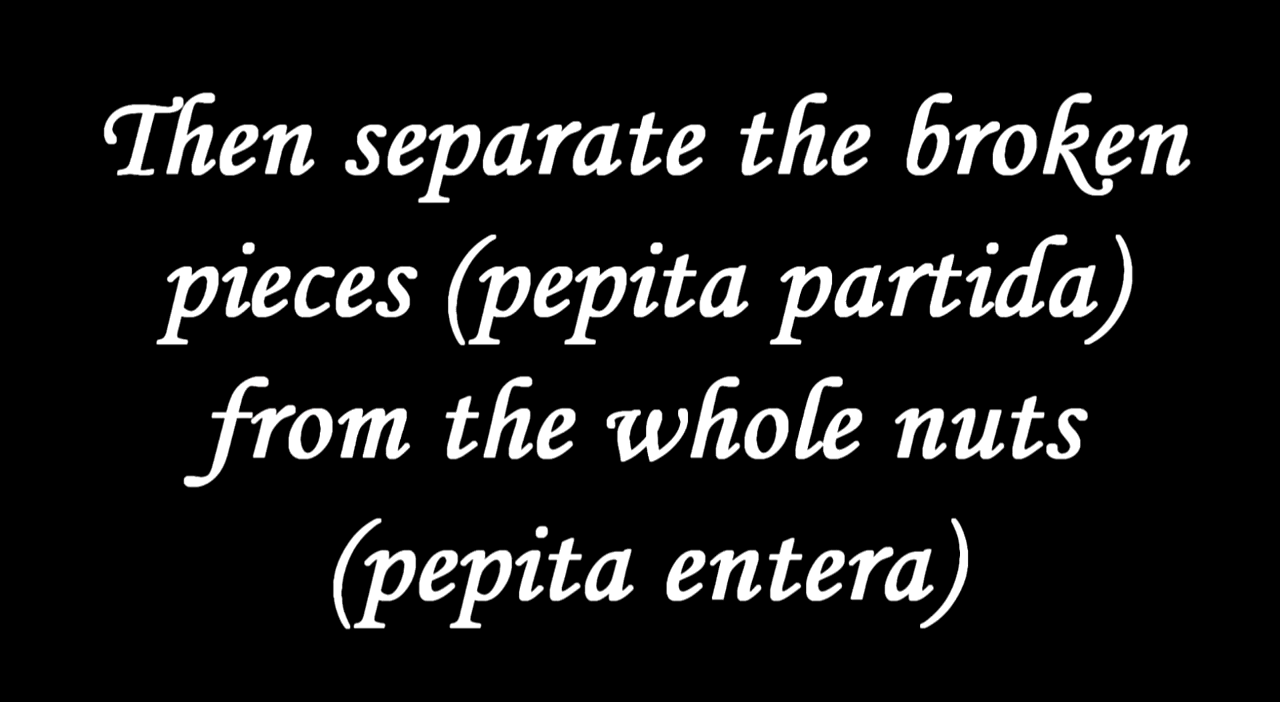 Then separate the broken
pieces (pepita partida)
from the whole nuts
(pepita entera)